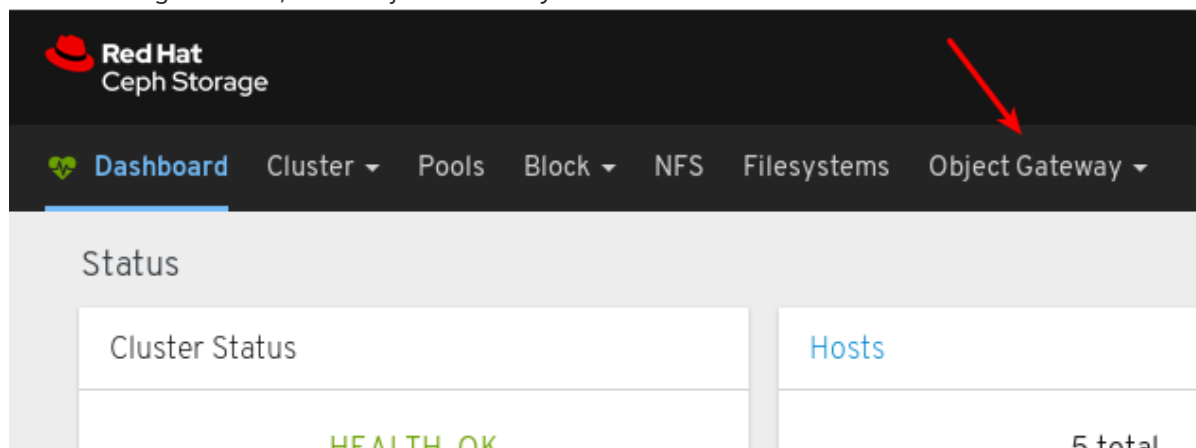 Red Hat
Ceph Storage
Dashboard Cluster Pools Block NFS Filesystems Object Gateway
Status
Cluster Status Hosts
HEALTH_OK 5 total